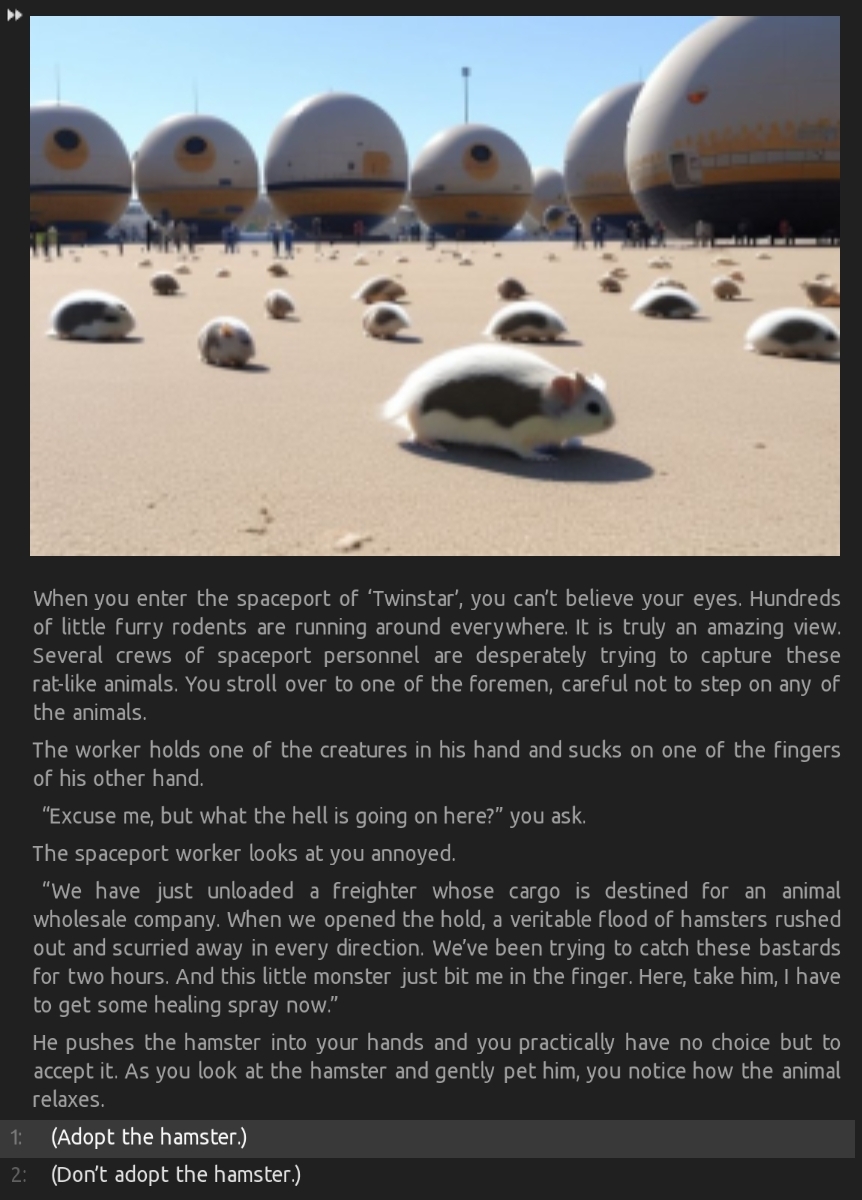 When you enter the spaceport of ‘Twinstar’, you can’t believe your eyes. Hundreds
of little furry rodents are running around everywhere. It is truly an amazing view.
Several crews of spaceport personnel are desperately trying to capture these
rat-like animals. You stroll over to one of the foremen, careful not to step on any of
the animals.
The worker holds one of the creatures in his hand and sucks on one of the fingers
of his other hand.
“Excuse me, but what the hell is going on here?” you ask.
The spaceport worker looks at you annoyed.
“We have just unloaded a freighter whose cargo is destined for an animal
wholesale company. When we opened the hold, a veritable flood of hamsters rushed
out and scurried away in every direction. We’ve been trying to catch these bastards
for two hours. And this little monster just bit me in the finger. Here, take him, I have
to get some healing spray now.”
He pushes the hamster into your hands and you practically have no choice but to
accept it. As you look at the hamster and gently pet him, you notice how the animal
relaxes.
1: (Adopt the hamster.)
2: (Don’t adopt the hamster.)